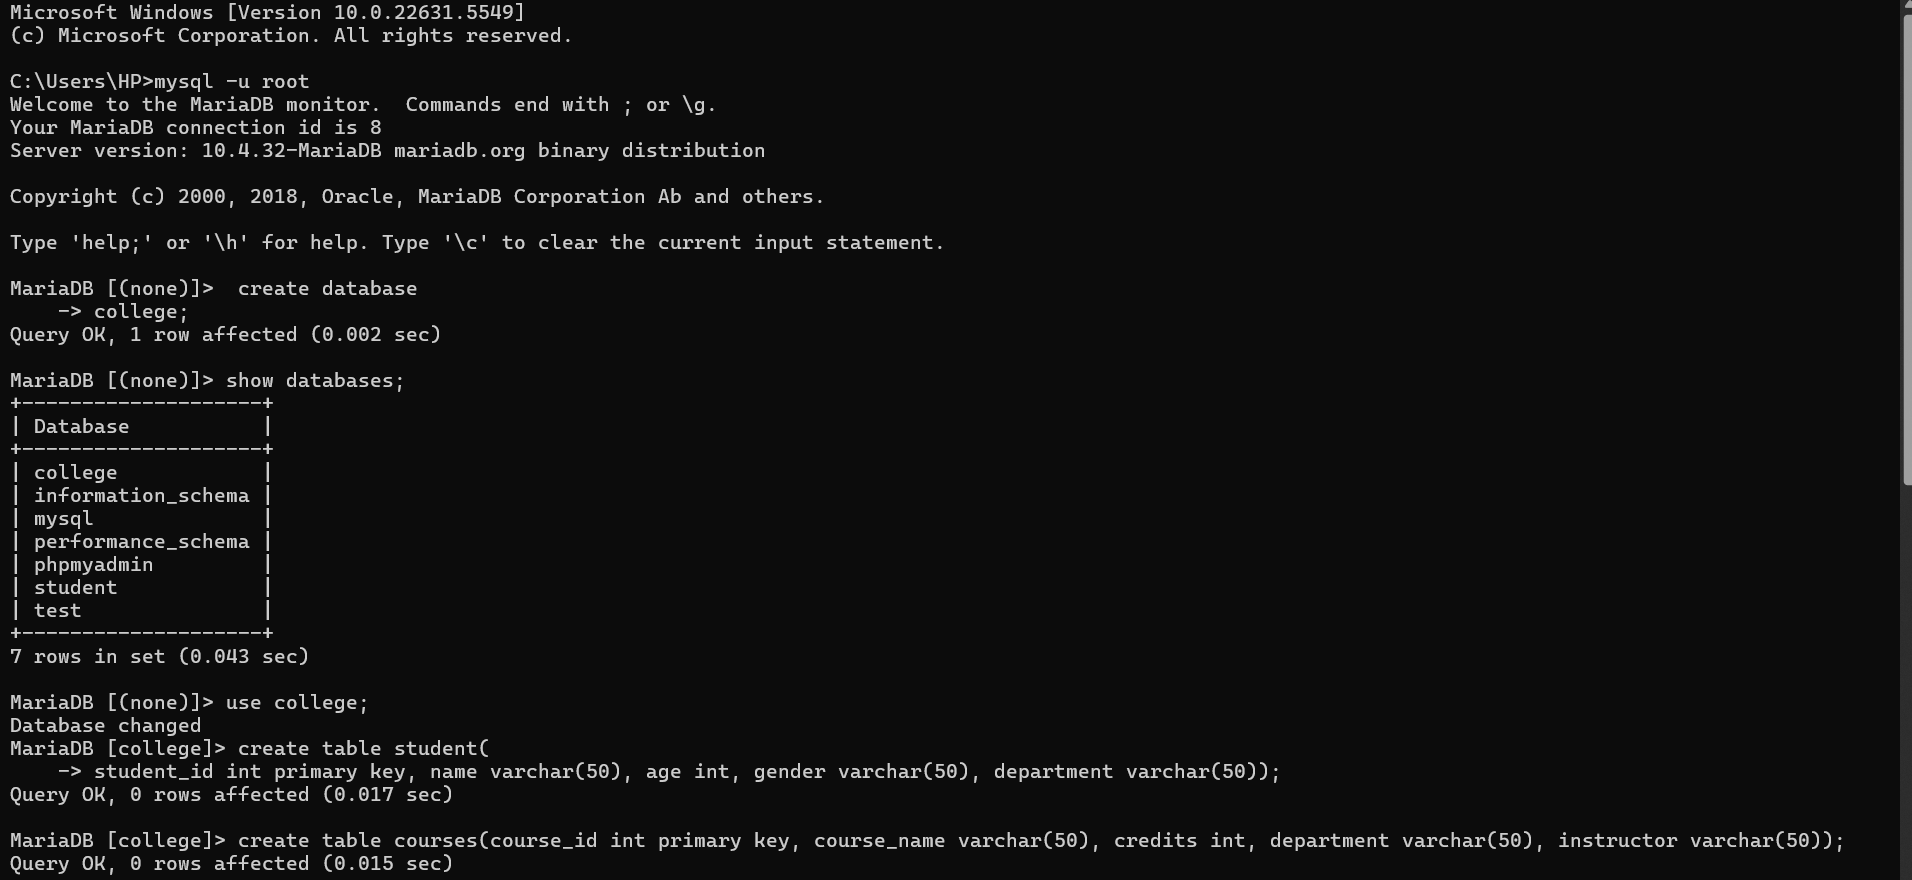 Microsoft Windows [Version 10.0.22631.5549]
(c) Microsoft Corporation. All rights reserved.

C:\Users\HP>mysql -u root
Welcome to the MariaDB monitor.  Commands end with ; or \g.
Your MariaDB connection id is 8
Server version: 10.4.32-MariaDB mariadb.org binary distribution

Copyright (c) 2000, 2018, Oracle, MariaDB Corporation Ab and others.

Type 'help;' or '\h' for help. Type '\c' to clear the current input statement.

MariaDB [(none)]>  create database
    -> college;
Query OK, 1 row affected (0.002 sec)

MariaDB [(none)]> show databases;
+--------------------+
| Database           |
+--------------------+
| college            |
| information_schema |
| mysql              |
| performance_schema |
| phpmyadmin         |
| student            |
| test               |
+--------------------+
7 rows in set (0.043 sec)

MariaDB [(none)]> use college;
Database changed
MariaDB [college]> create table student(
    -> student_id int primary key, name varchar(50), age int, gender varchar(50), department varchar(50));
Query OK, 0 rows affected (0.017 sec)

MariaDB [college]> create table courses(course_id int primary key, course_name varchar(50), credits int, department varchar(50), instructor varchar(50));
Query OK, 0 rows affected (0.015 sec)